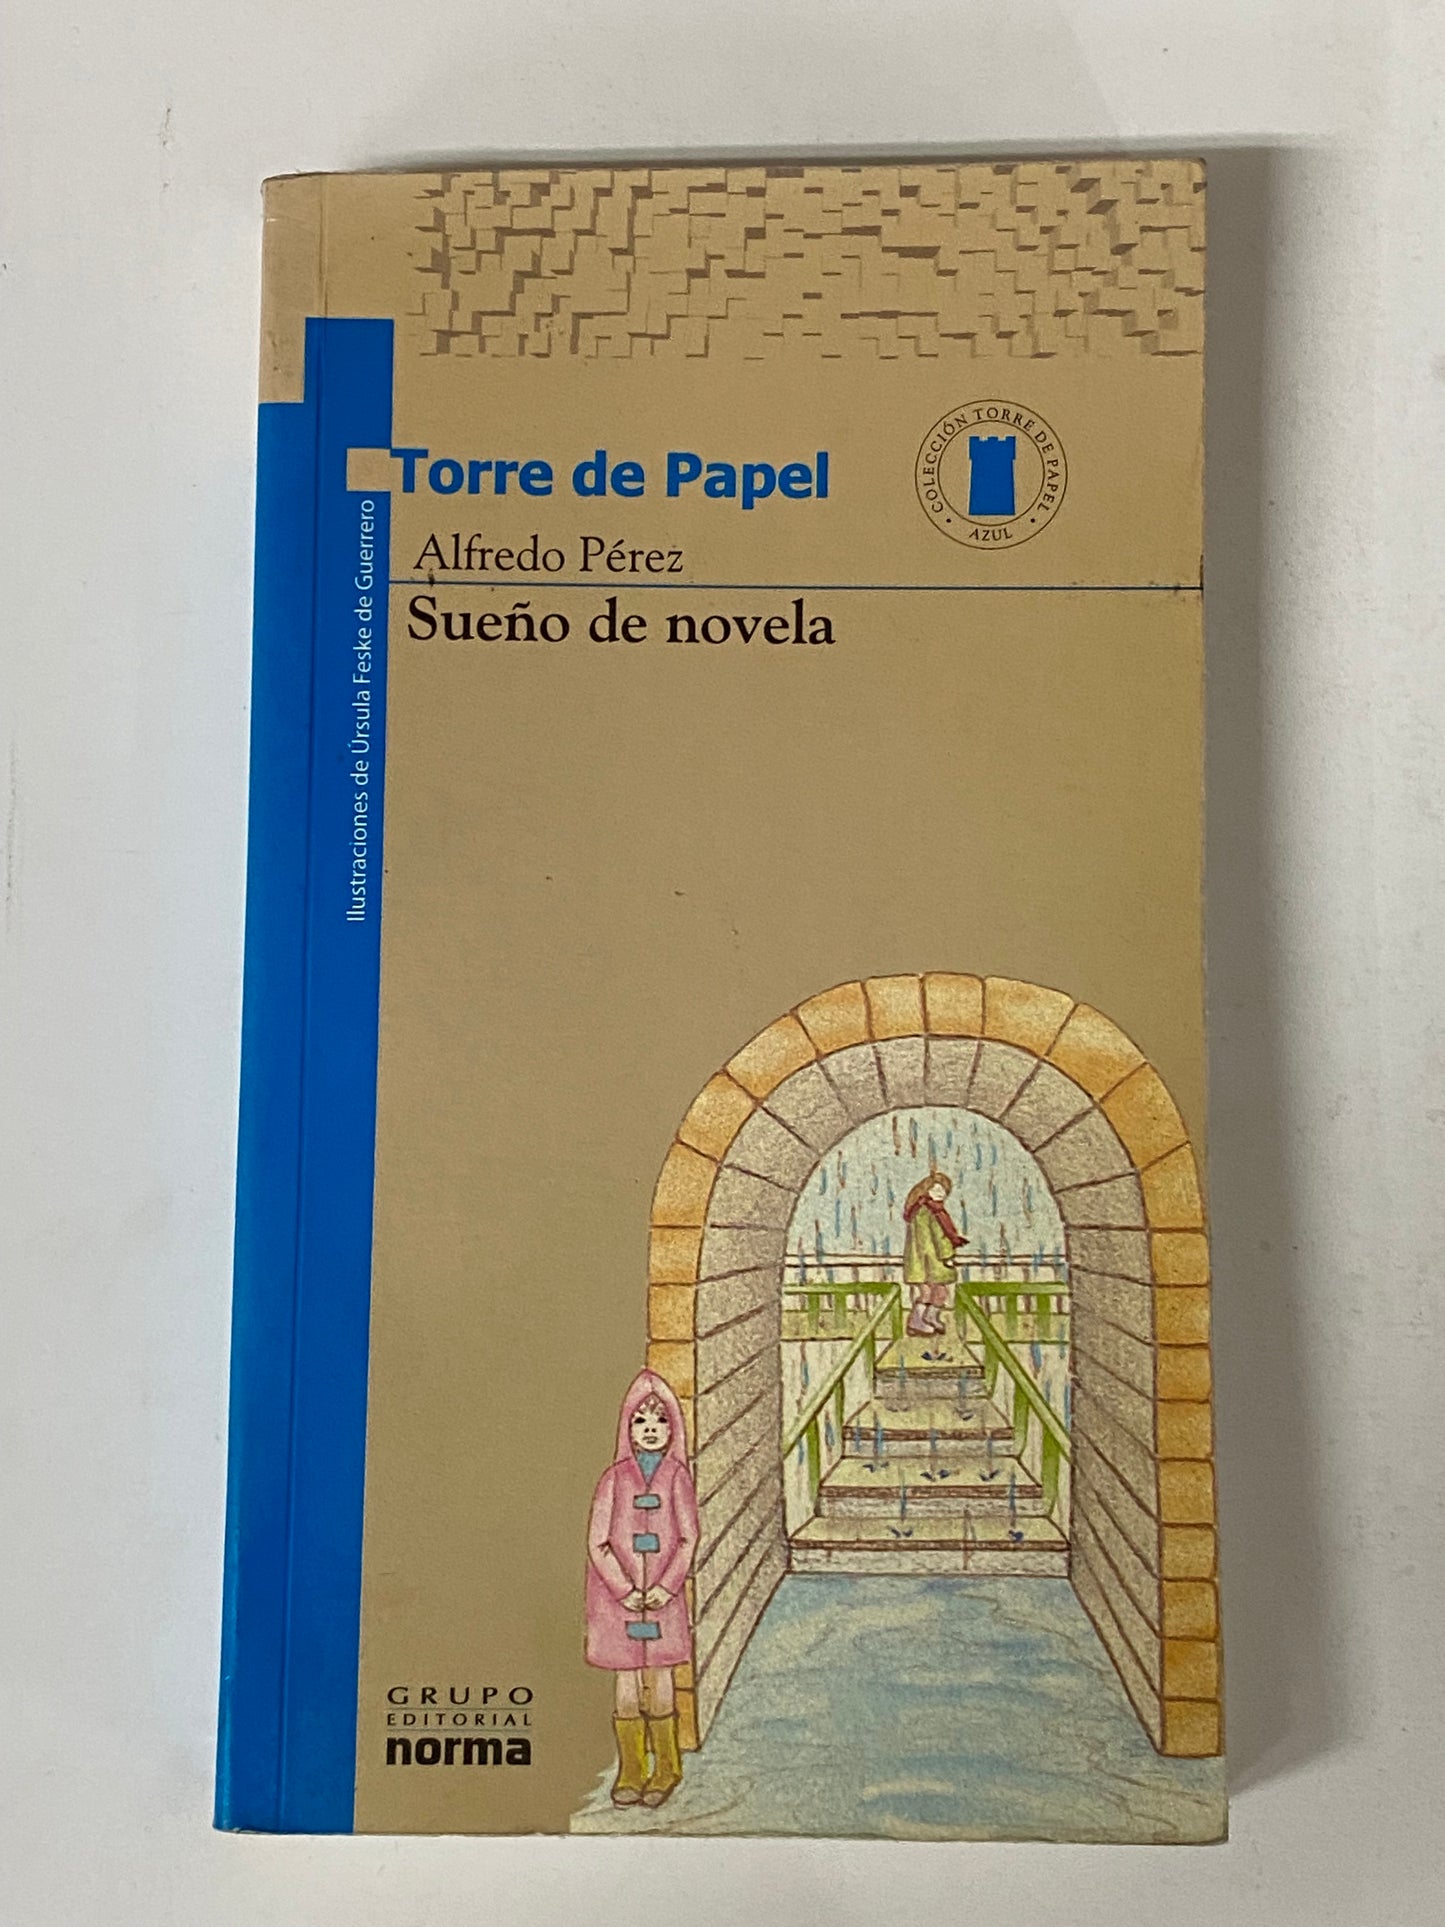 Torre de Papel
• COLECCIÓN TORRE DE PAPEL •
AZUL
Alfredo Pérez
Sueño de novela
Ilustraciones de Úrsula Feske de Guerrero
GRUPO
EDITORIAL
norma